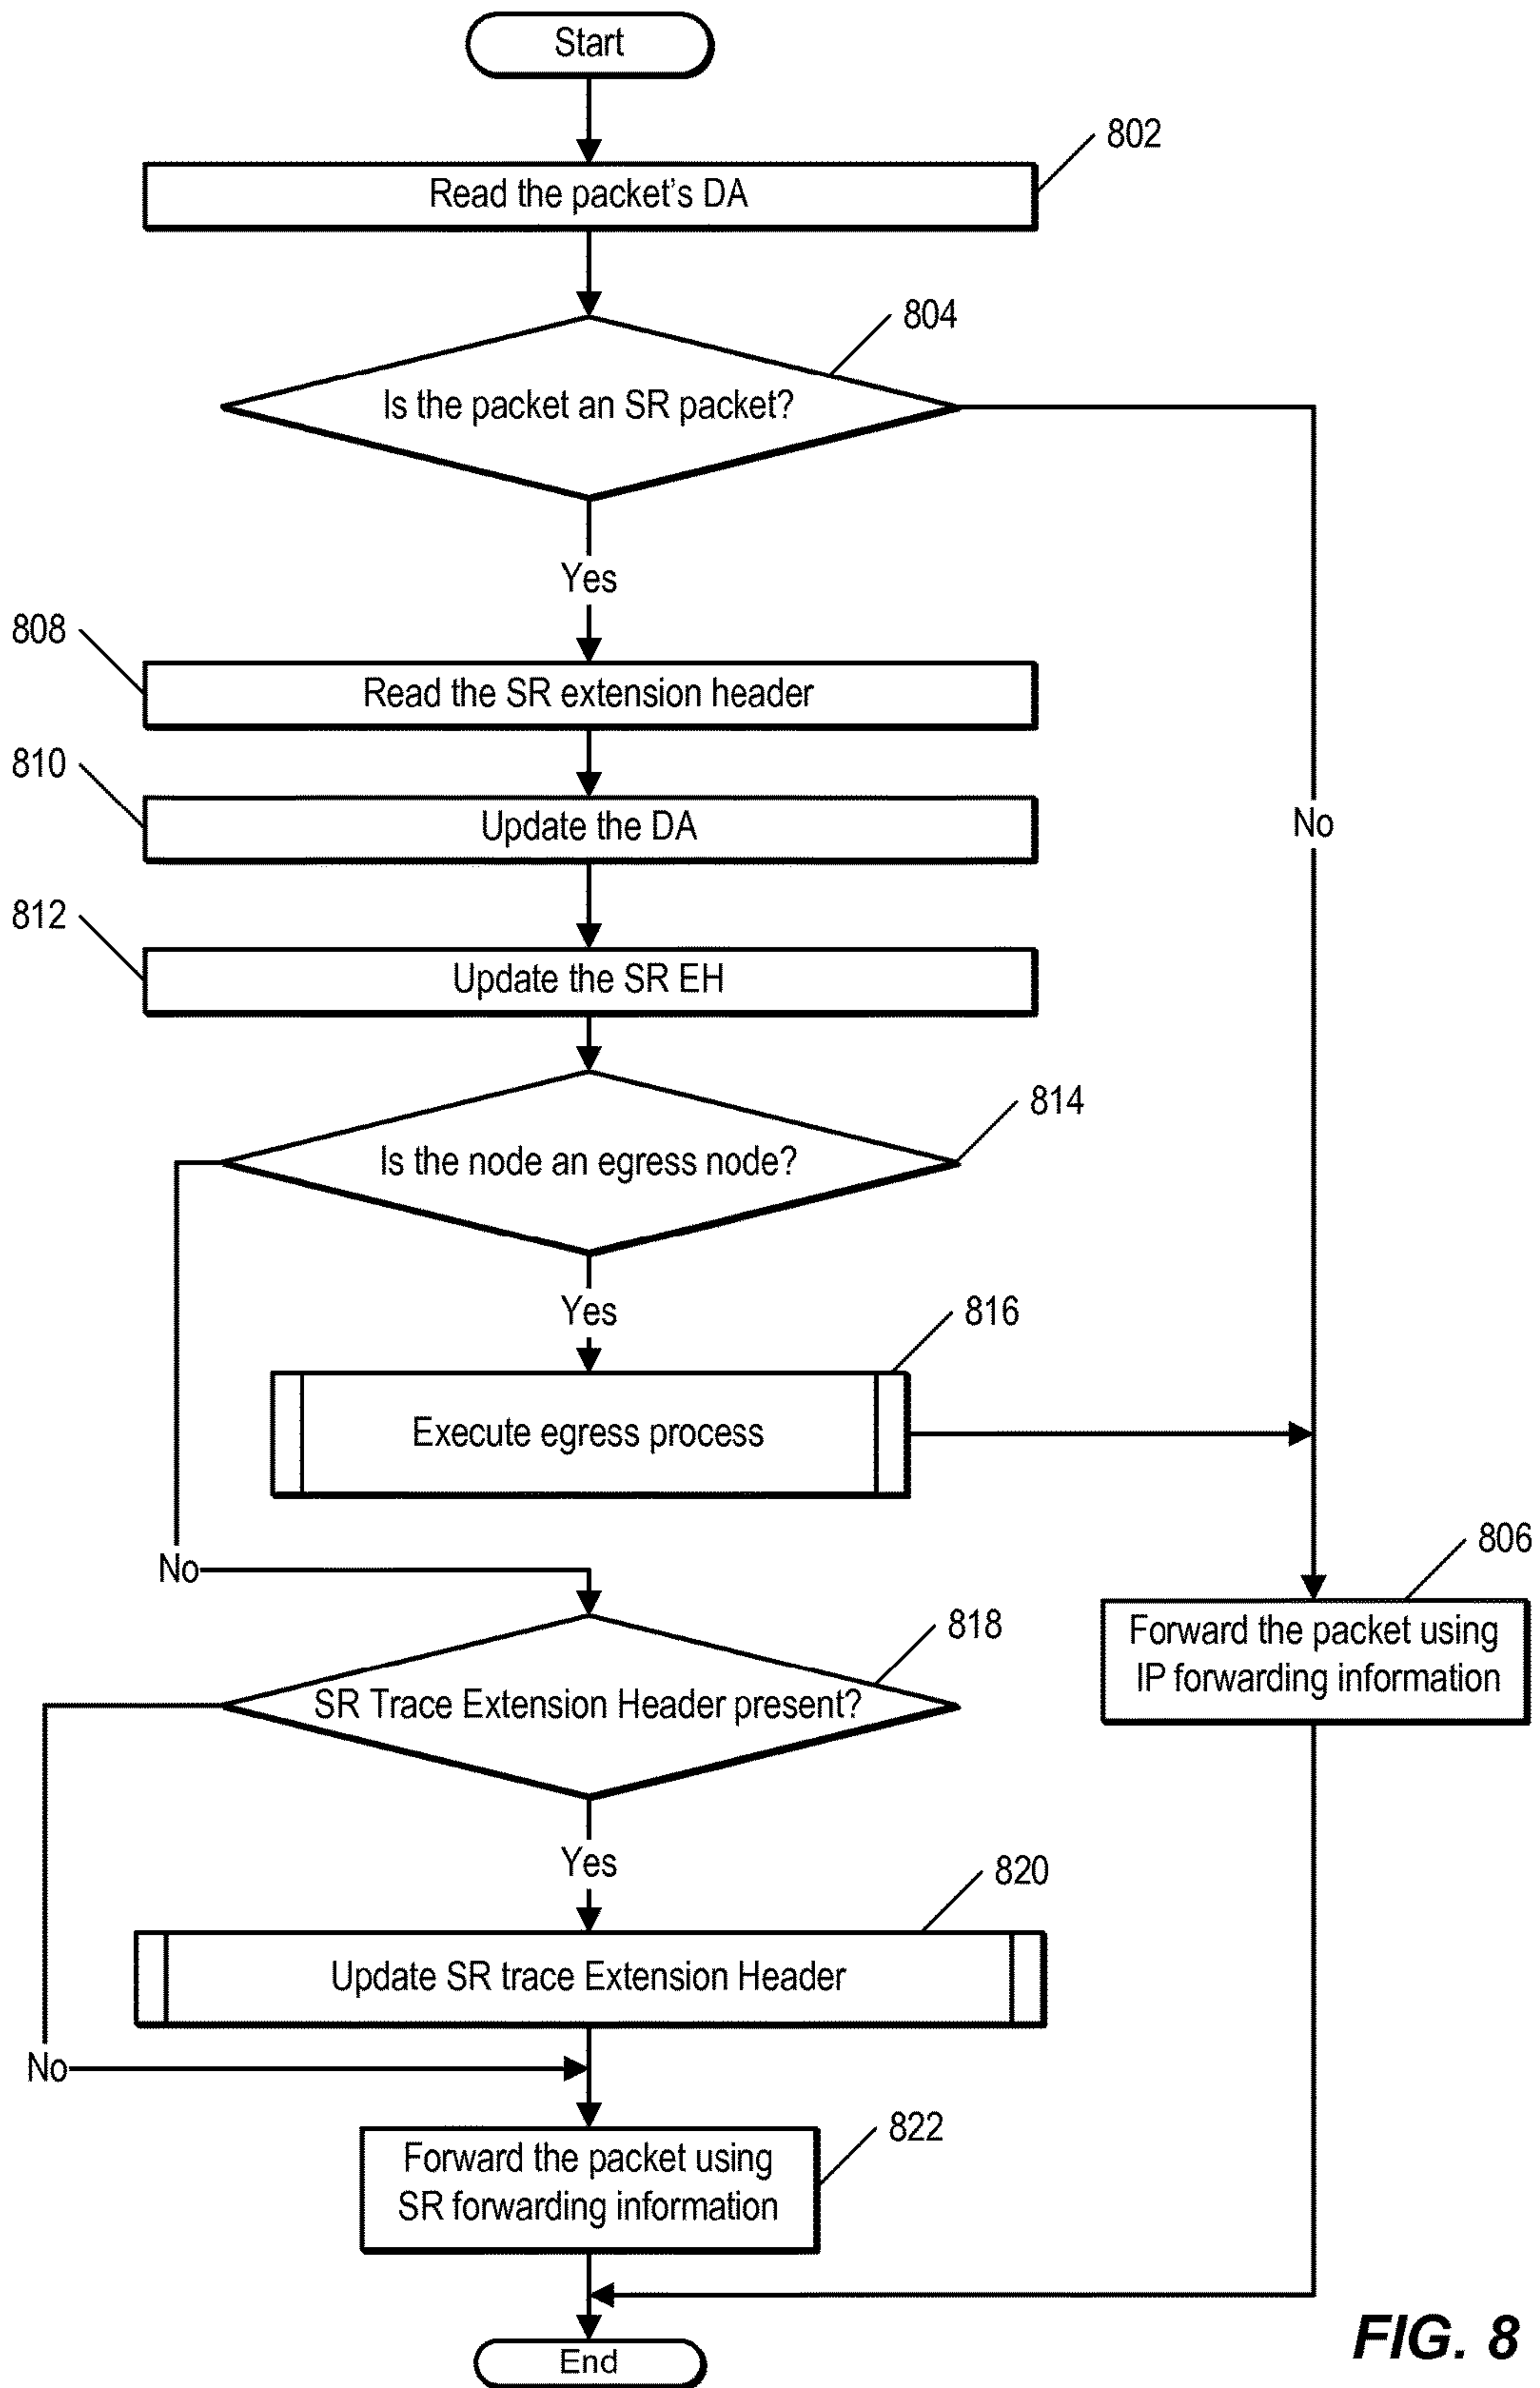 Start
802
Read the packet's DA
804
Is the packet an SR packet?
Yes
808
Read the SR extension header
810
Update the DA
No
812
Update the SR EH
814
Is the node an egress node?
Yes
816
Execute egress process
806
No
Forward the packet using
IP forwarding information
818
SR Trace Extension Header present?
Yes
820
Update SR trace Extension Header
No
822
Forward the packet using
SR forwarding information
End
FIG. 8